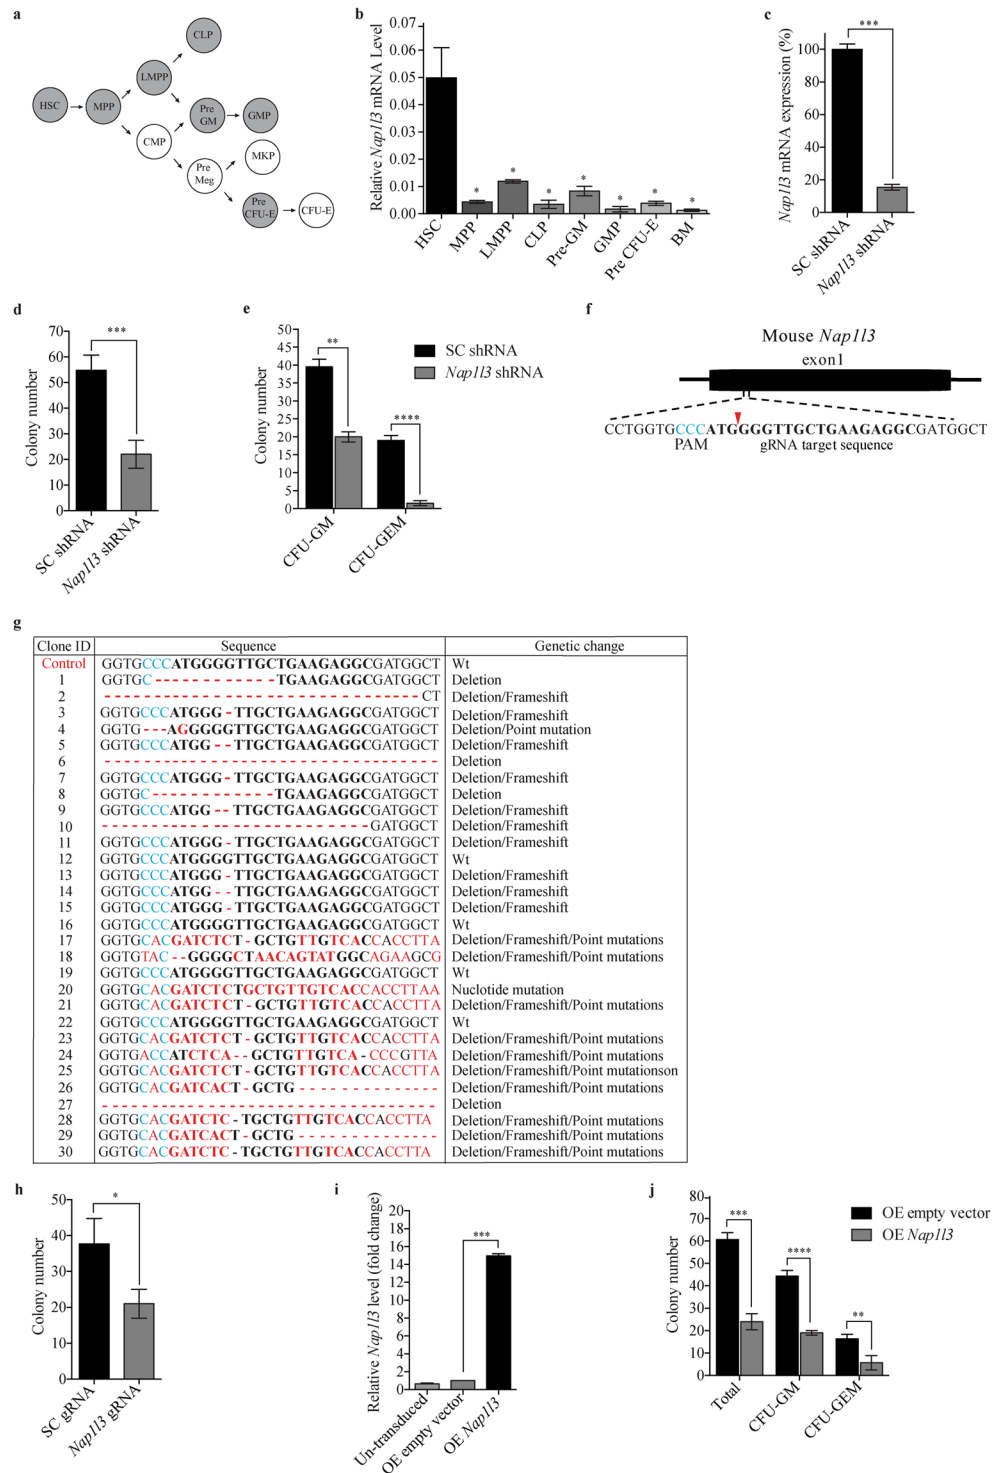 a
CLP
LMPP
HSC
MPP
Pre GM
GMP
CMP
MKP
Pre Meg
Pre CFU-E
CFU-E
b
Relative Nap1l3 mRNA Level
0.07
0.06
0.05
0.04
0.03
0.02
0.01
0.00
* * * * * * *
HSC
MPP
LMPP
CLP
Pre-GM
GMP
Pre CFU-E
BM
c
Nap1l3 mRNA expression (%)
***
100
80
60
40
20
0
SC shRNA
Nap1l3 shRNA
d
Colony number
***
70
60
50
40
30
20
10
0
SC shRNA
Nap1l3 shRNA
e
Colony number
50
45
40
35
30
25
20
15
10
5
0
**
****
CFU-GM
CFU-GEM
SC shRNA
Nap1l3 shRNA
f
Mouse Nap1l3
exon1
CCTGGTGCCCATGGGGTTGCTGAAGAGGCGATGGCT
PAM gRNA target sequence
g
Clone ID Sequence Genetic change
Control GGTGCCCATGGGGTTGCTGAAGAGGCGATGGCT Wt
1 GGTGC------------TGAAGAGGCGATGGCT Deletion
2 -------------------------------CT Deletion/Frameshift
3 GGTGCCCATGGG-TTGCTGAAGAGGCGATGGCT Deletion/Frameshift
4 GGTG---AGGGGGTTGCTGAAGAGGCGATGGCT Deletion/Point mutation
5 GGTGCCCATGG--TTGCTGAAGAGGCGATGGCT Deletion/Frameshift
6 --------------------------------- Deletion
7 GGTGCCCATGGG-TTGCTGAAGAGGCGATGGCT Deletion/Frameshift
8 GGTGC------------TGAAGAGGCGATGGCT Deletion
9 GGTGCCCATGG--TTGCTGAAGAGGCGATGGCT Deletion/Frameshift
10 --------------------------GATGGCT Deletion/Frameshift
11 GGTGCCCATGGG-TTGCTGAAGAGGCGATGGCT Deletion/Frameshift
12 GGTGCCCATGGGGTTGCTGAAGAGGCGATGGCT Wt
13 GGTGCCCATGGG-TTGCTGAAGAGGCGATGGCT Deletion/Frameshift
14 GGTGCCCATGG--TTGCTGAAGAGGCGATGGCT Deletion/Frameshift
15 GGTGCCCATGGG-TTGCTGAAGAGGCGATGGCT Deletion/Frameshift
16 GGTGCCCATGGGGTTGCTGAAGAGGCGATGGCT Wt
17 GGTGCACGATCTCT-GCTGTTGTCACCACCTTA Deletion/Frameshift/Point mutations
18 GGTGTAC--GGGGCTAACAGTATGGCAGAAGCG Deletion/Frameshift/Point mutations
19 GGTGCCCATGGGGTTGCTGAAGAGGCGATGGCT Wt
20 GGTGCACGATCTCTGCTGTTGTCACCACCTTAA Nuclotide mutation
21 GGTGCACGATCTCT-GCTGTTGTCACCACCTTA Deletion/Frameshift/Point mutations
22 GGTGCCCATGGGGTTGCTGAAGAGGCGATGGCT Wt
23 GGTGCACGATCTCT-GCTGTTGTCACCACCTTA Deletion/Frameshift/Point mutations
24 GGTGACCATCTCA--GCTGTTGTCA-CCCGTTA Deletion/Frameshift/Point mutations
25 GGTGCACGATCTCT-GCTGTTGTCACCACCTTA Deletion/Frameshift/Point mutationson
26 GGTGCACGATCACT-GCTG-------------- Deletion/Frameshift/Point mutations
27 --------------------------------- Deletion
28 GGTGCACGATCTC-TGCTGTTGTCACCACCTTA Deletion/Frameshift/Point mutations
29 GGTGCACGATCACT-GCTG-------------- Deletion/Frameshift/Point mutations
30 GGTGCACGATCTC-TGCTGTTGTCACCACCTTA Deletion/Frameshift/Point mutations
h
Colony number
*
50
40
30
20
10
0
SC gRNA
Nap1l3 gRNA
i
Relative Nap1l3 level (fold change)
***
20
18
16
14
12
10
8
6
4
2
0
Un-transduced
OE empty vector
OE Nap1l3
j
Colony number
80
70
60
50
40
30
20
10
0
***
****
**
Total
CFU-GM
CFU-GEM
OE empty vector
OE Nap1l3